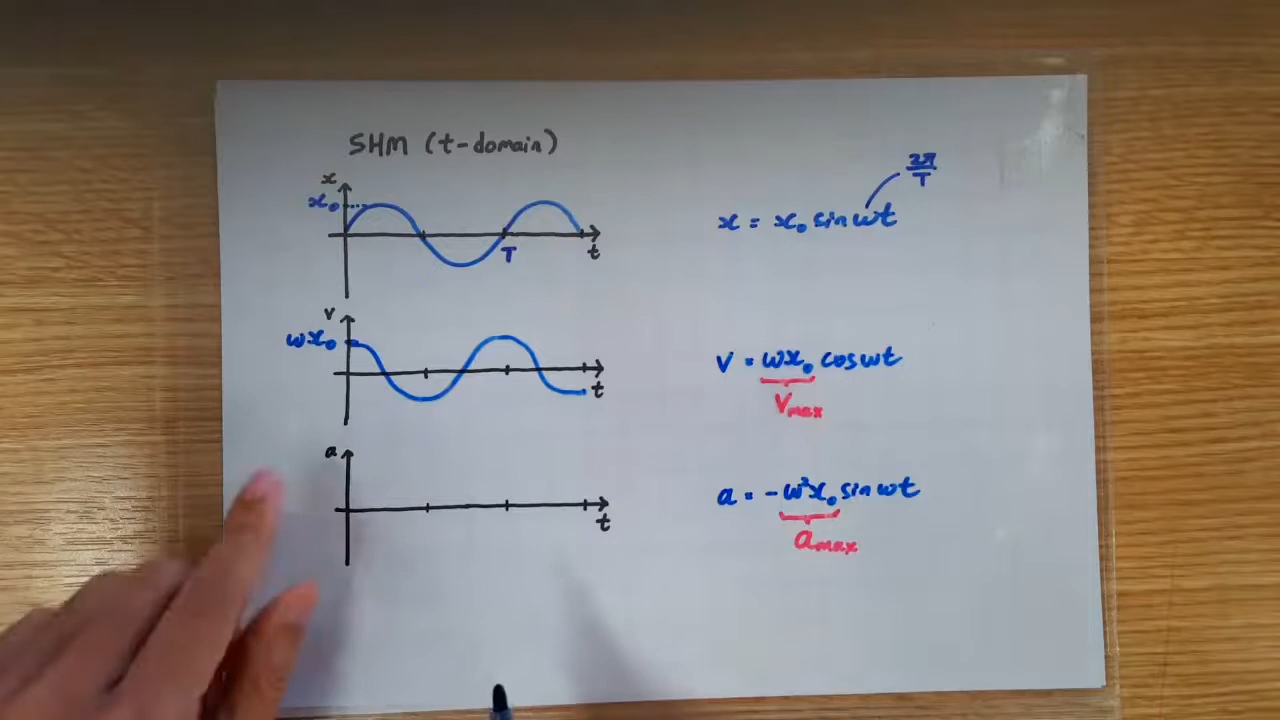 SHM (t-domain)
x
x₀
T
t
x = x₀ sin ωt
2π/T
v
ωx₀
t
v = ωx₀ cos ωt
vmax
a
t
a = -ω²x₀ sin ωt
amax